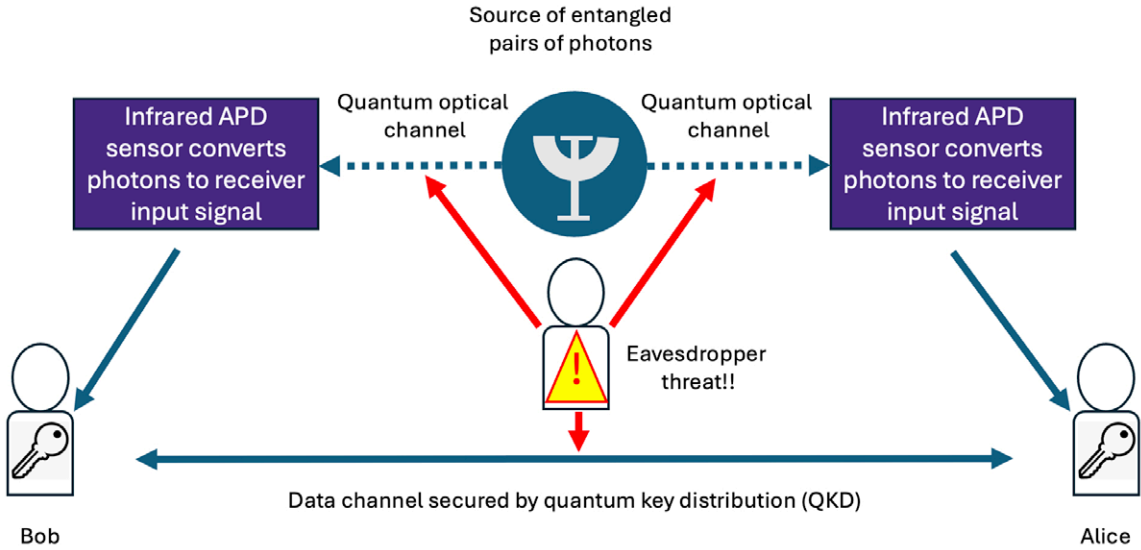 Source of entangled
pairs of photons
Infrared APD
sensor converts
photons to receiver
input signal
Quantum optical
channel
Quantum optical
channel
Infrared APD
sensor converts
photons to receiver
input signal
!
Eavesdropper
threat!!
Data channel secured by quantum key distribution (QKD)
Bob
Alice